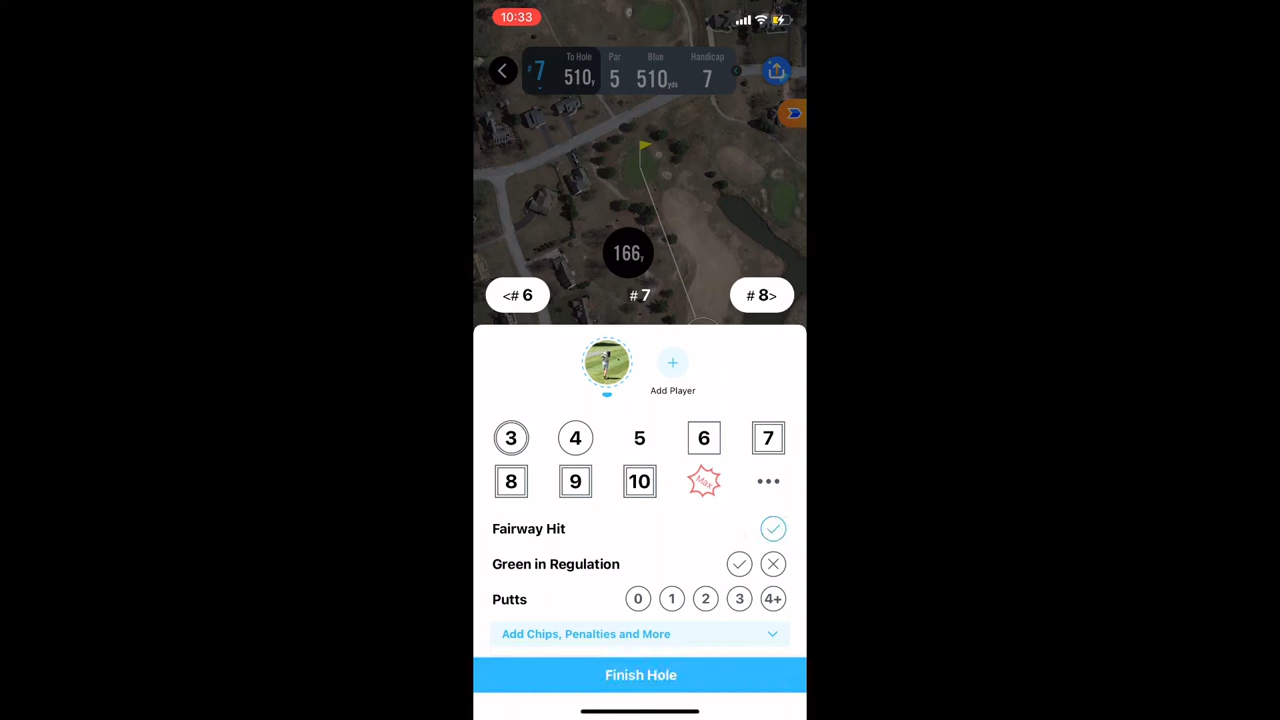 10:33
#7 To Hole 510y Par 5 Blue 510yds Handicap 7
166y
<# 6 # 7 # 8>
Add Player
3 4 5 6 7
8 9 10 Max •••
Fairway Hit
Green in Regulation
Putts 0 1 2 3 4+
Add Chips, Penalties and More
Finish Hole